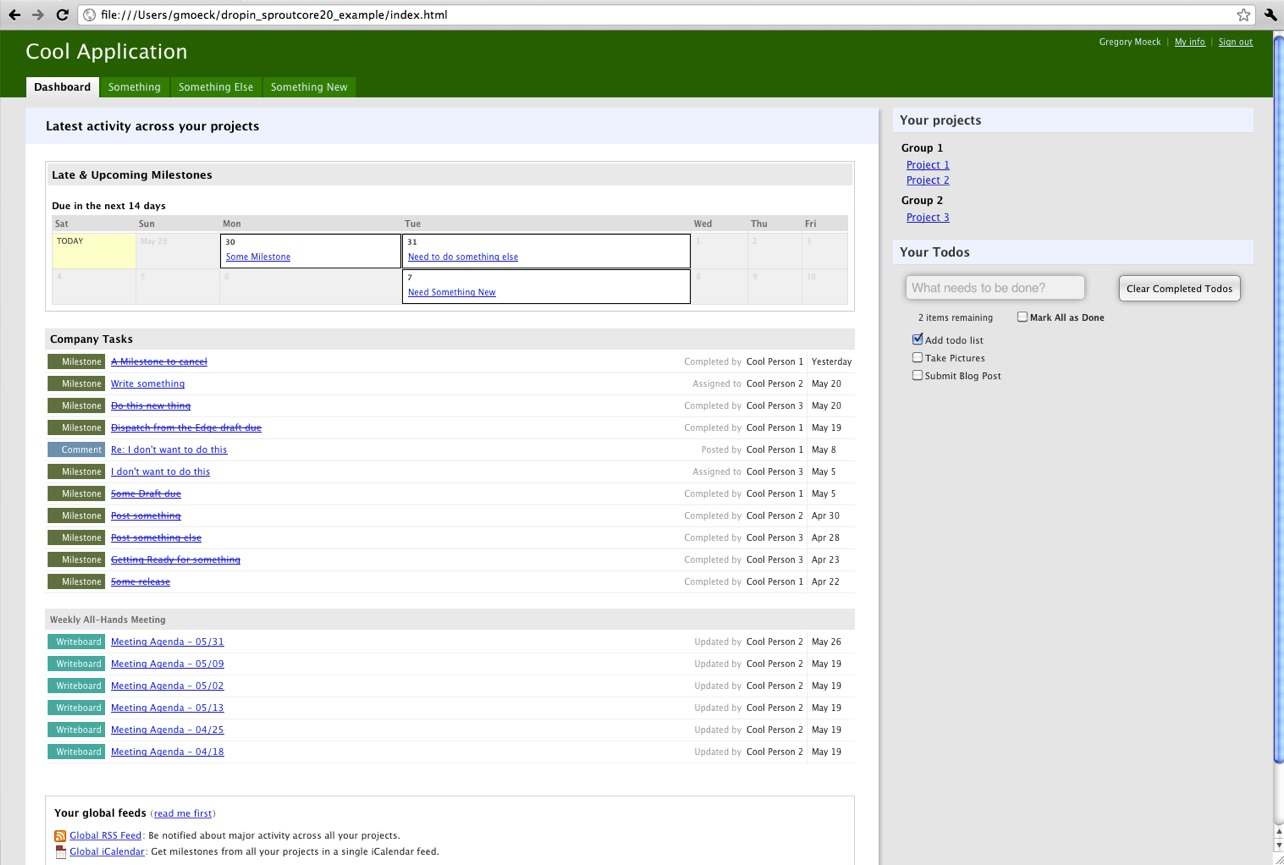 file:///Users/gmoeck/dropin_sproutcore20_example/index.html
Cool Application
Gregory Moeck | My info | Sign out
Dashboard Something Something Else Something New
Latest activity across your projects
Late & Upcoming Milestones
Due in the next 14 days
Sat Sun Mon Tue Wed Thu Fri
TODAY May 29 30 31 1 2 3
Some Milestone Need to do something else
4 5 6 7 8 9 10
Need Something New
Company Tasks
Milestone A Milestone to cancel Completed by Cool Person 1 Yesterday
Milestone Write something Assigned to Cool Person 2 May 20
Milestone Do this new thing Completed by Cool Person 3 May 20
Milestone Dispatch from the Edge draft due Completed by Cool Person 1 May 19
Comment Re: I don't want to do this Posted by Cool Person 1 May 8
Milestone I don't want to do this Assigned to Cool Person 3 May 5
Milestone Some Draft due Completed by Cool Person 1 May 5
Milestone Post something Completed by Cool Person 2 Apr 30
Milestone Post something else Completed by Cool Person 3 Apr 28
Milestone Getting Ready for something Completed by Cool Person 3 Apr 23
Milestone Some release Completed by Cool Person 1 Apr 22
Weekly All-Hands Meeting
Writeboard Meeting Agenda - 05/31 Updated by Cool Person 2 May 26
Writeboard Meeting Agenda - 05/09 Updated by Cool Person 2 May 19
Writeboard Meeting Agenda - 05/02 Updated by Cool Person 2 May 19
Writeboard Meeting Agenda - 05/13 Updated by Cool Person 2 May 19
Writeboard Meeting Agenda - 04/25 Updated by Cool Person 2 May 19
Writeboard Meeting Agenda - 04/18 Updated by Cool Person 2 May 19
Your global feeds (read me first)
Global RSS Feed: Be notified about major activity across all your projects.
Global iCalendar: Get milestones from all your projects in a single iCalendar feed.
Your projects
Group 1
Project 1
Project 2
Group 2
Project 3
Your Todos
What needs to be done? Clear Completed Todos
2 items remaining Mark All as Done
Add todo list
Take Pictures
Submit Blog Post